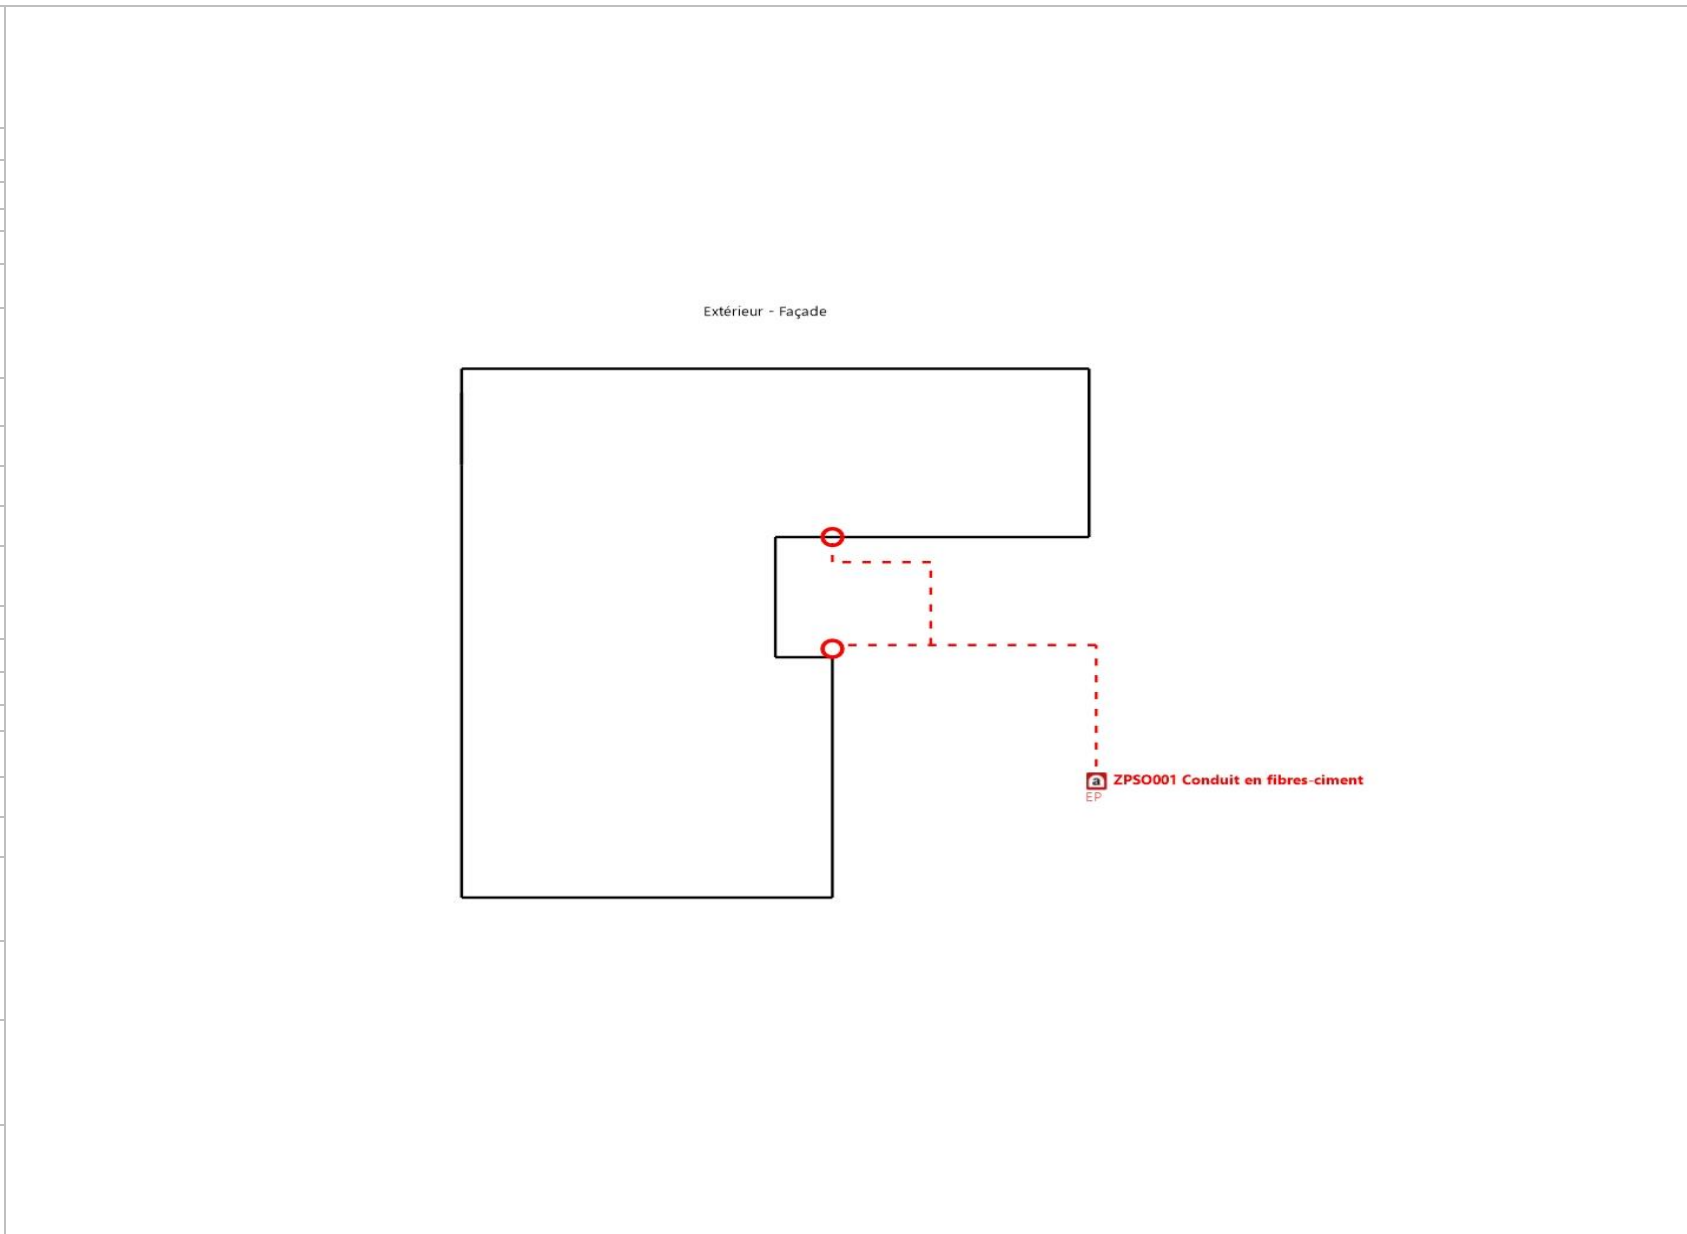 Extérieur - Façade
a ZPSO001 Conduit en fibres-ciment
EP